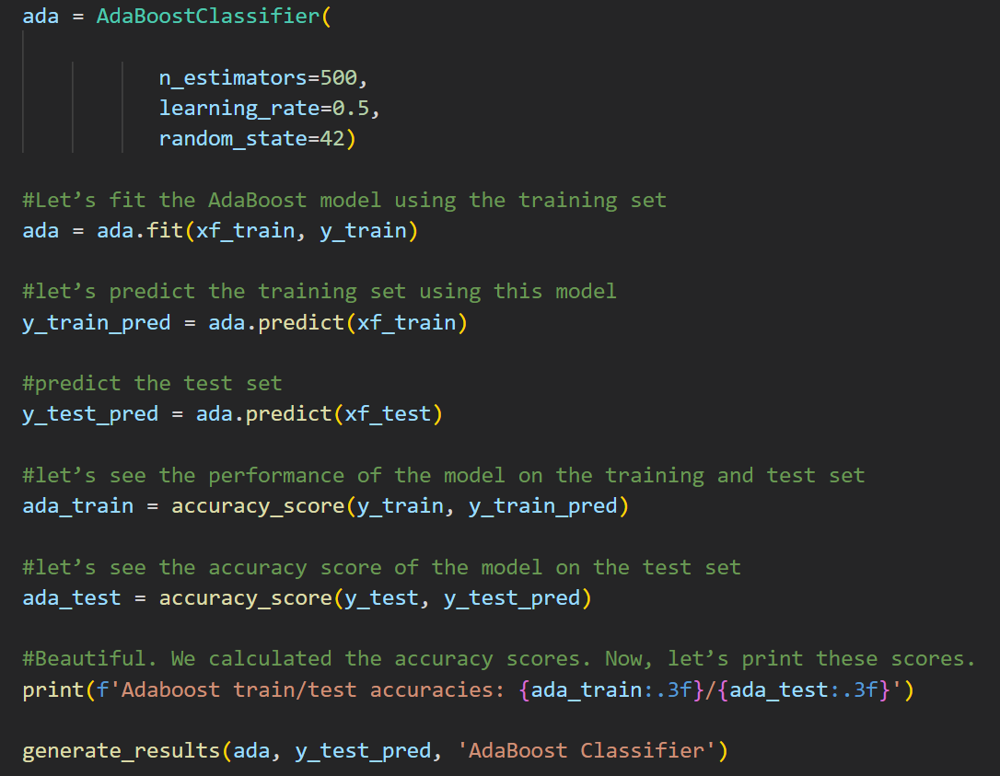 ada = AdaBoostClassifier(
n_estimators=500,
learning_rate=0.5,
random_state=42)
#Let’s fit the AdaBoost model using the training set
ada = ada.fit(xf_train, y_train)
#let’s predict the training set using this model
y_train_pred = ada.predict(xf_train)
#predict the test set
y_test_pred = ada.predict(xf_test)
#let’s see the performance of the model on the training and test set
ada_train = accuracy_score(y_train, y_train_pred)
#let’s see the accuracy score of the model on the test set
ada_test = accuracy_score(y_test, y_test_pred)
#Beautiful. We calculated the accuracy scores. Now, let’s print these scores.
print(f'Adaboost train/test accuracies: {ada_train:.3f}/{ada_test:.3f}')
generate_results(ada, y_test_pred, 'AdaBoost Classifier')